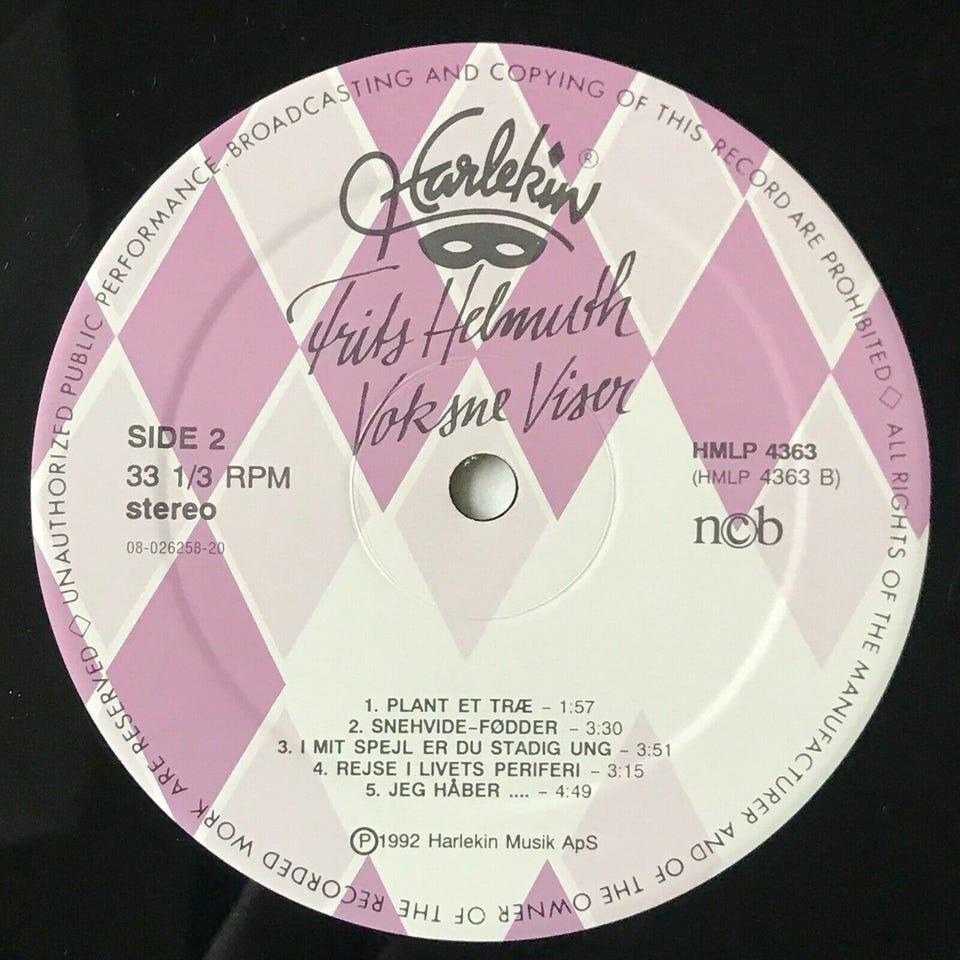 UNAUTHORIZED PUBLIC PERFORMANCE, BROADCASTING AND COPYING OF THIS RECORD ARE PROHIBITED ◇ ALL RIGHTS OF THE MANUFACTURER AND OF THE OWNER OF THE RECORDED WORK ARE RESERVED ◇
Harlekin ®
Frits Helmuth
Voksne Viser
SIDE 2
33 1/3 RPM
stereo
08-026258-20
HMLP 4363
(HMLP 4363 B)
n©b
1. PLANT ET TRÆ – 1:57
2. SNEHVIDE-FØDDER – 3:30
3. I MIT SPEJL ER DU STADIG UNG – 3:51
4. REJSE I LIVETS PERIFERI – 3:15
5. JEG HÅBER .... – 4:49
Ⓟ1992 Harlekin Musik ApS